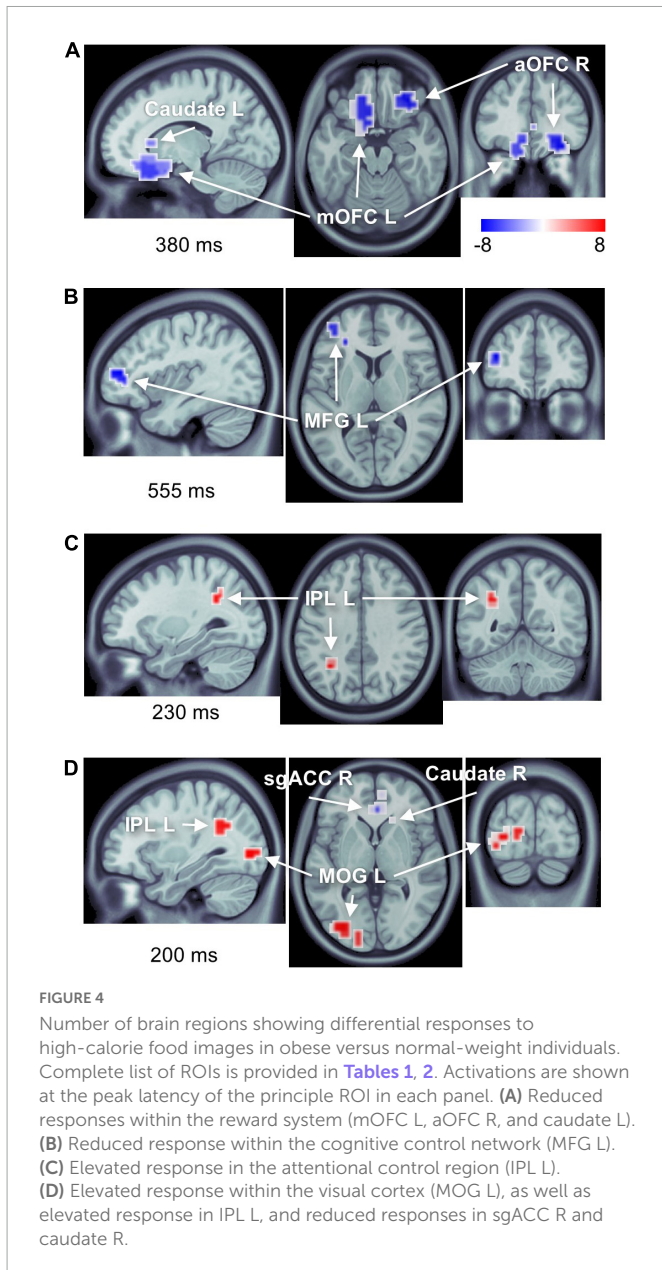 A
Caudate L
aOFC R
mOFC L
380 ms
-8
8
B
MFG L
555 ms
C
IPL L
230 ms
D
sgACC R
Caudate R
IPL L
MOG L
200 ms
FIGURE 4
Number of brain regions showing differential responses to
high-calorie food images in obese versus normal-weight individuals.
Complete list of ROIs is provided in Tables 1, 2. Activations are shown
at the peak latency of the principle ROI in each panel. (A) Reduced
responses within the reward system (mOFC L, aOFC R, and caudate L).
(B) Reduced response within the cognitive control network (MFG L).
(C) Elevated response in the attentional control region (IPL L).
(D) Elevated response within the visual cortex (MOG L), as well as
elevated response in IPL L, and reduced responses in sgACC R and
caudate R.